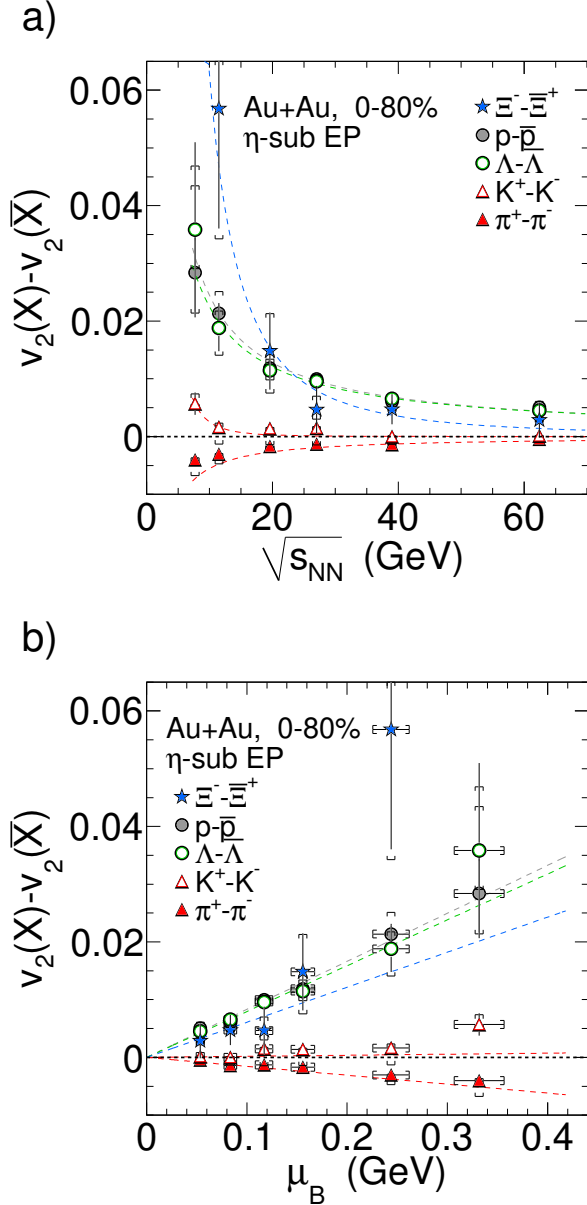 a)
0.06
0.04
0.02
0
v₂(X)-v₂(X̅)
Au+Au, 0-80%
η-sub EP
Ξ⁻-Ξ̅⁺
p-p̅
Λ-Λ̅
K⁺-K⁻
π⁺-π⁻
0 20 40 60
√s_NN (GeV)
b)
0.06
0.04
0.02
0
v₂(X)-v₂(X̅)
Au+Au, 0-80%
η-sub EP
Ξ⁻-Ξ̅⁺
p-p̅
Λ-Λ̅
K⁺-K⁻
π⁺-π⁻
0 0.1 0.2 0.3 0.4
μ_B (GeV)